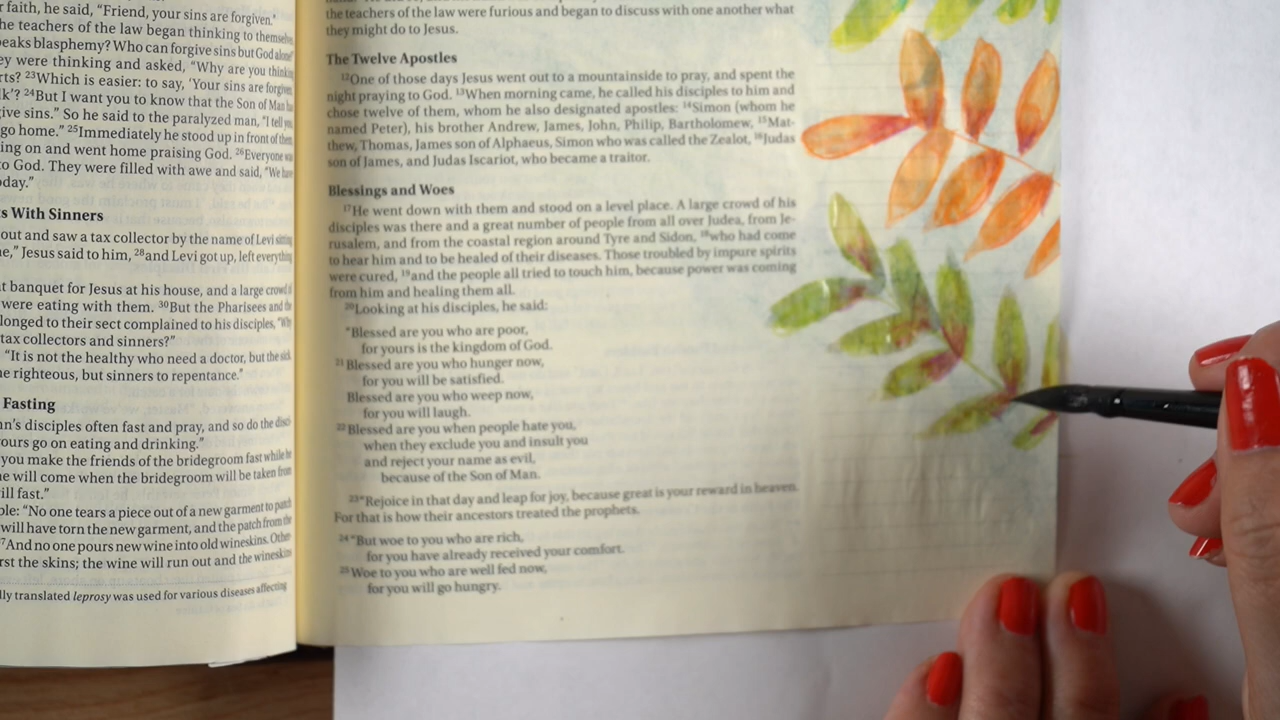 faith, he said, "Friend, your sins are forgiven."
he teachers of the law began thinking to themselves,
eaks blasphemy? Who can forgive sins but God alone
ey were thinking and asked, "Why are you thinking
rts? 23Which is easier: to say, 'Your sins are forgiven,
lk'? 24But I want you to know that the Son of Man has
ive sins." So he said to the paralyzed man, "I tell you,
go home." 25Immediately he stood up in front of them,
ing on and went home praising God. 26Everyone was
to God. They were filled with awe and said, "We have
oday."
s With Sinners
out and saw a tax collector by the name of Levi sitting
e," Jesus said to him, 28and Levi got up, left everything
t banquet for Jesus at his house, and a large crowd of
were eating with them. 30But the Pharisees and the
longed to their sect complained to his disciples, "Why
tax collectors and sinners?"
"It is not the healthy who need a doctor, but the sick.
e righteous, but sinners to repentance."
Fasting
n's disciples often fast and pray, and so do the disci
ours go on eating and drinking."
you make the friends of the bridegroom fast while he
e will come when the bridegroom will be taken from
ill fast."
ble: "No one tears a piece out of a new garment to patch
will have torn the new garment, and the patch from the
7And no one pours new wine into old wineskins. Other
rst the skins; the wine will run out and the wineskins
lly translated leprosy was used for various diseases affecting
the teachers of the law were furious and began to discuss with one another what
they might do to Jesus.
The Twelve Apostles
12One of those days Jesus went out to a mountainside to pray, and spent the
night praying to God. 13When morning came, he called his disciples to him and
chose twelve of them, whom he also designated apostles: 14Simon (whom he
named Peter), his brother Andrew, James, John, Philip, Bartholomew, 15Mat-
thew, Thomas, James son of Alphaeus, Simon who was called the Zealot, 16Judas
son of James, and Judas Iscariot, who became a traitor.
Blessings and Woes
17He went down with them and stood on a level place. A large crowd of his
disciples was there and a great number of people from all over Judea, from Je-
rusalem, and from the coastal region around Tyre and Sidon, 18who had come
to hear him and to be healed of their diseases. Those troubled by impure spirits
were cured, 19and the people all tried to touch him, because power was coming
from him and healing them all.
20Looking at his disciples, he said:
"Blessed are you who are poor,
for yours is the kingdom of God.
21Blessed are you who hunger now,
for you will be satisfied.
Blessed are you who weep now,
for you will laugh.
22Blessed are you when people hate you,
when they exclude you and insult you
and reject your name as evil,
because of the Son of Man.
23"Rejoice in that day and leap for joy, because great is your reward in heaven.
For that is how their ancestors treated the prophets.
24"But woe to you who are rich,
for you have already received your comfort.
25Woe to you who are well fed now,
for you will go hungry.